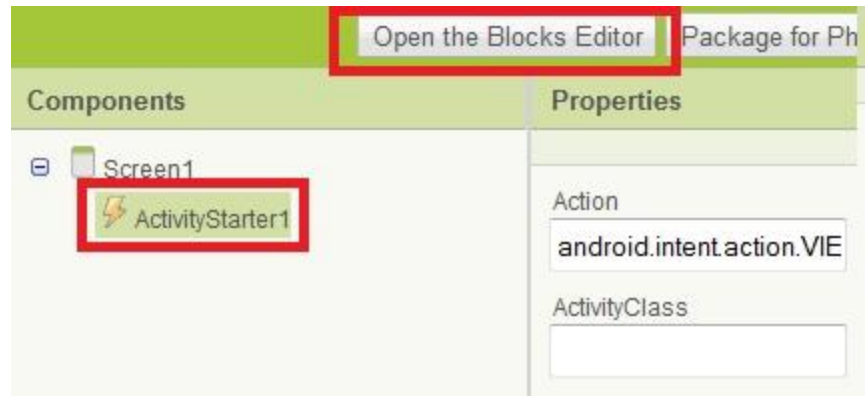 Open the Blocks Editor Package for Ph
Components
Properties
Screen1
ActivityStarter1
Action
android.intent.action.VIE
ActivityClass